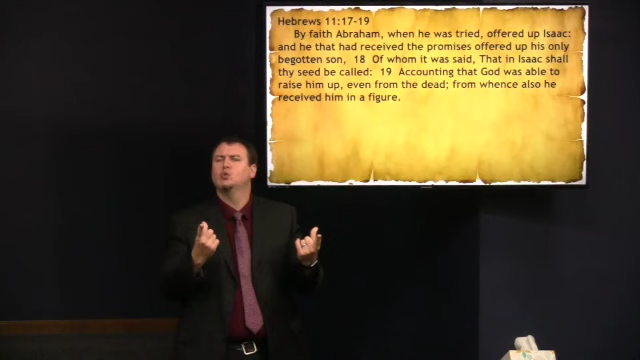 Hebrews 11:17-19
By faith Abraham, when he was tried, offered up Isaac:
and he that had received the promises offered up his only
begotten son, 18 Of whom it was said, That in Isaac shall
thy seed be called: 19 Accounting that God was able to
raise him up, even from the dead; from whence also he
received him in a figure.